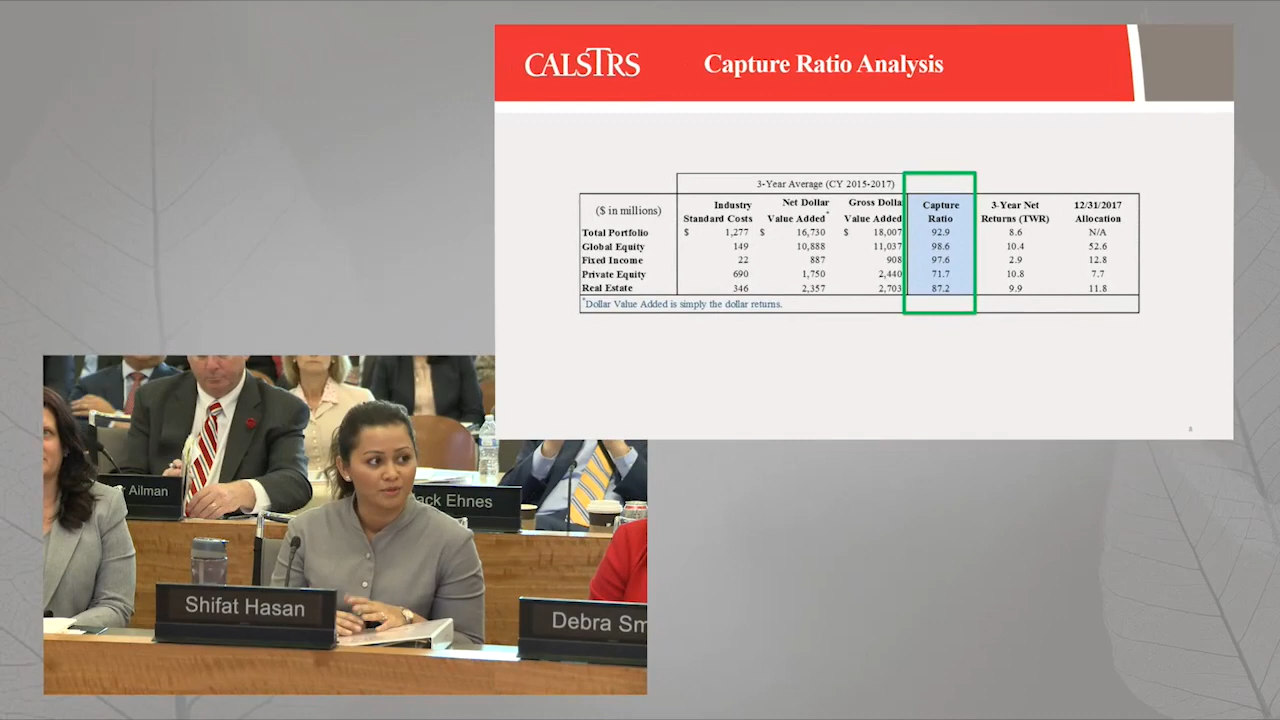 CALSTRS Capture Ratio Analysis
3-Year Average (CY 2015-2017)
($ in millions) Industry Standard Costs Net Dollar Value Added* Gross Dolla Value Added Capture Ratio 3-Year Net Returns (TWR) 12/31/2017 Allocation
Total Portfolio $ 1,277 $ 16,730 $ 18,007 92.9 8.6 N/A
Global Equity 149 10,888 11,037 98.6 10.4 52.6
Fixed Income 22 887 908 97.6 2.9 12.8
Private Equity 690 1,750 2,440 71.7 10.8 7.7
Real Estate 346 2,357 2,703 87.2 9.9 11.8
*Dollar Value Added is simply the dollar returns.
8
Ailman
Jack Ehnes
Shifat Hasan
Debra Sm